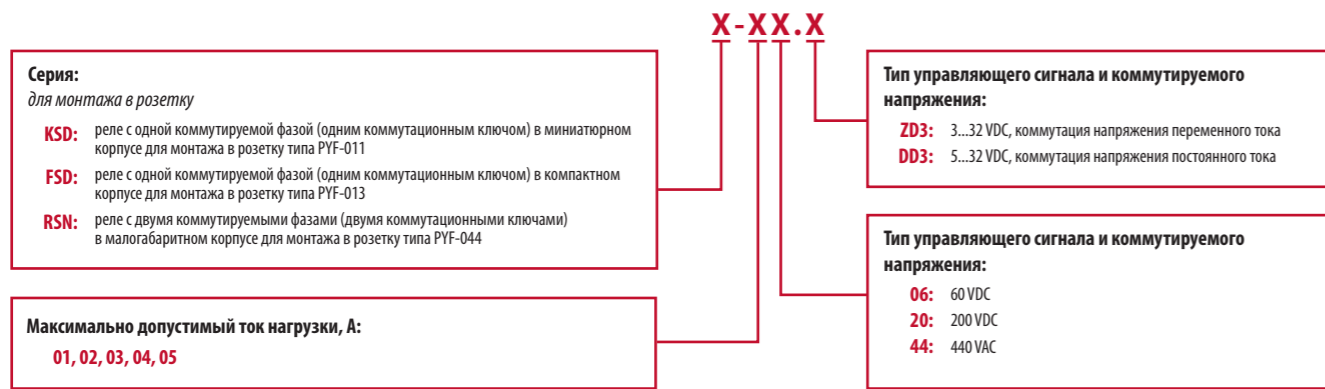 X-XX.X
Серия:
для монтажа в розетку
KSD: реле с одной коммутируемой фазой (одним коммутационным ключом) в миниатюрном
корпусе для монтажа в розетку типа PYF-011
FSD: реле с одной коммутируемой фазой (одним коммутационным ключом) в компактном
корпусе для монтажа в розетку типа PYF-013
RSN: реле с двумя коммутируемыми фазами (двумя коммутационными ключами)
в малогабаритном корпусе для монтажа в розетку типа PYF-044
Максимально допустимый ток нагрузки, А:
01, 02, 03, 04, 05
Тип управляющего сигнала и коммутируемого
напряжения:
ZD3: 3...32 VDC, коммутация напряжения переменного тока
DD3: 5...32 VDC, коммутация напряжения постоянного тока
Тип управляющего сигнала и коммутируемого
напряжения:
06: 60 VDC
20: 200 VDC
44: 440 VAC